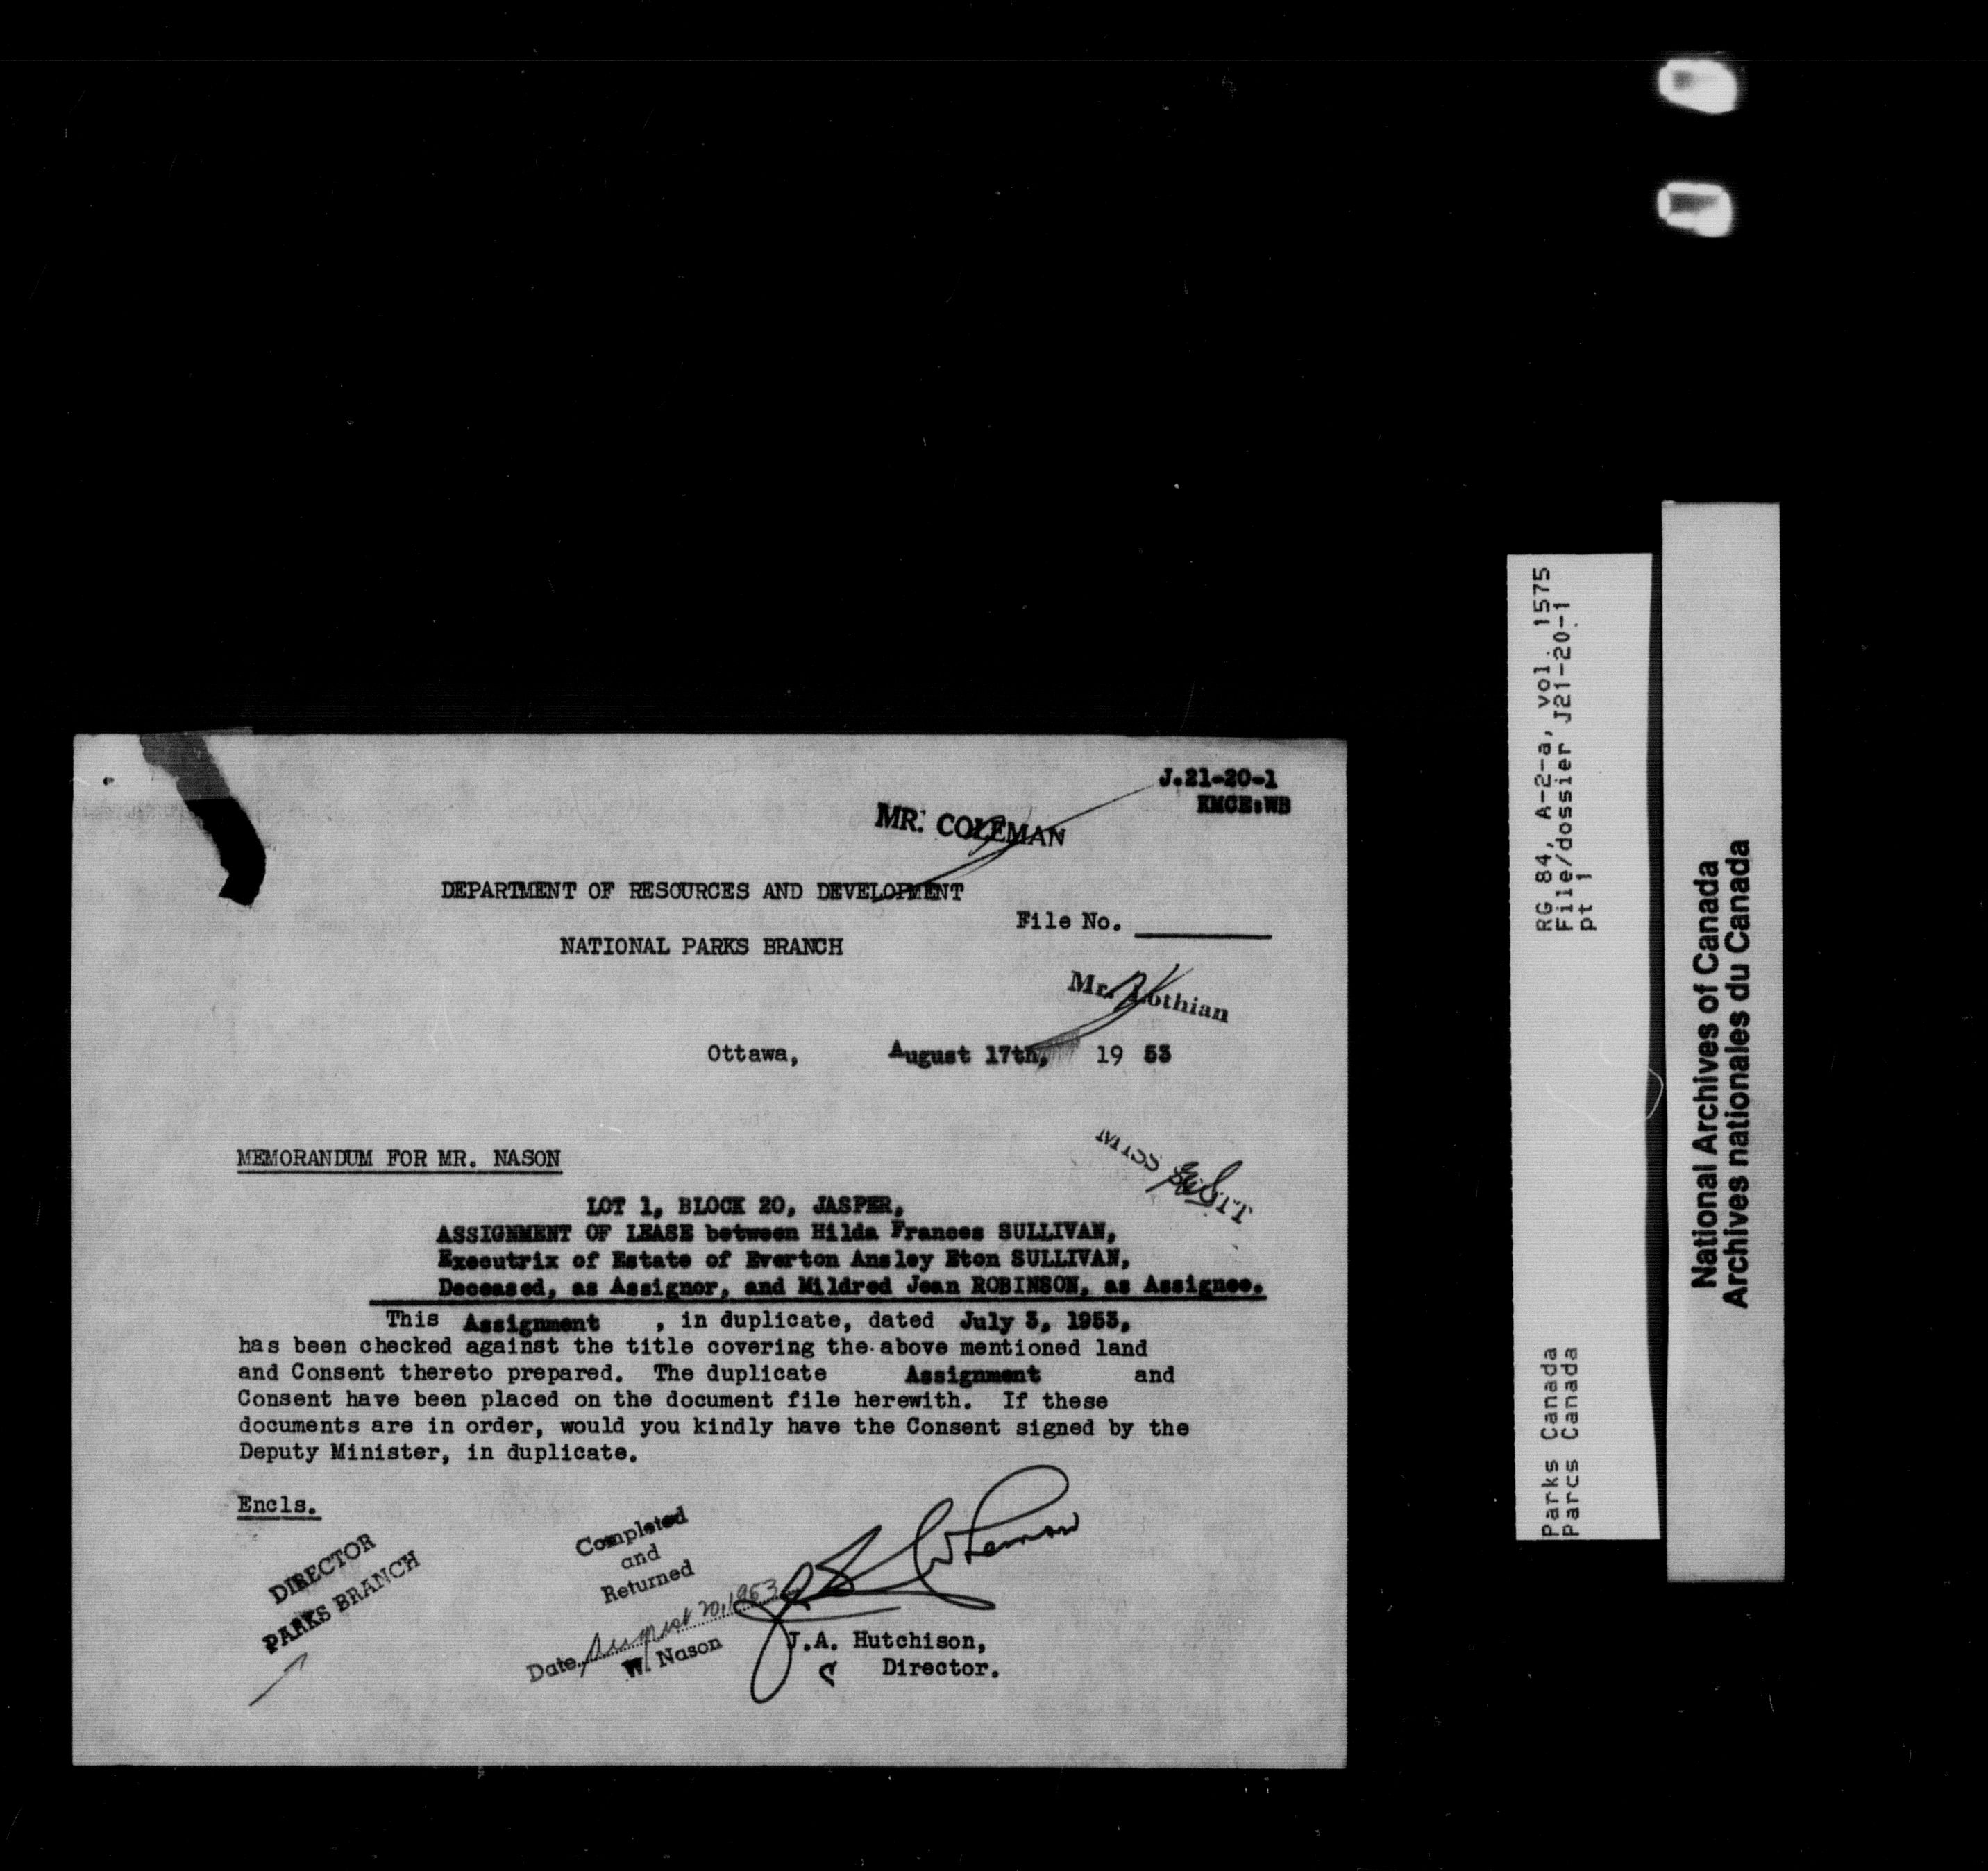 J.21-20-1
KMCE:WB
MR. COLEMAN
DEPARTMENT OF RESOURCES AND DEVELOPMENT
File No.
NATIONAL PARKS BRANCH
Mr. Lothian
Ottawa, August 17th, 19 53
MEMORANDUM FOR MR. NASON
MISS
LOT 1, BLOCK 20, JASPER,
ASSIGNMENT OF LEASE between Hilda Frances SULLIVAN,
Executrix of Estate of Everton Ansley Eton SULLIVAN,
Deceased, as Assignor, and Mildred Jean ROBINSON, as Assignee.
This Assignment , in duplicate, dated July 3, 1953,
has been checked against the title covering the above mentioned land
and Consent thereto prepared. The duplicate Assignment and
Consent have been placed on the document file herewith. If these
documents are in order, would you kindly have the Consent signed by the
Deputy Minister, in duplicate.
Encls.
DIRECTOR
PARKS BRANCH
Completed
and
Returned
Date August 20, 1953
W. Nason
J.A. Hutchison,
Director.
RG 84, A-2-a, vol. 1575
File/dossier J21-20-1
pt 1
Parks Canada
Parcs Canada
National Archives of Canada
Archives nationales du Canada